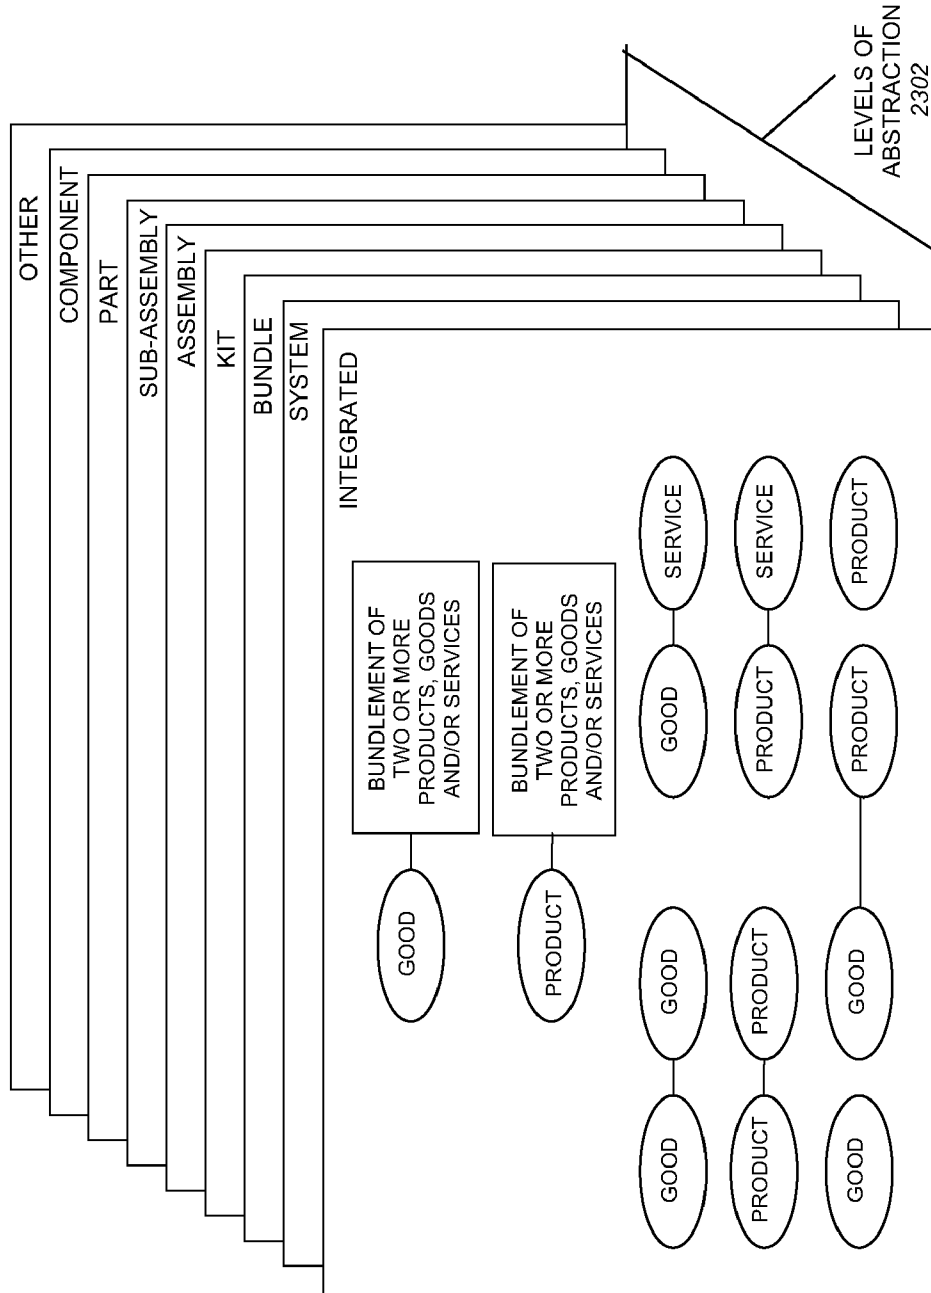 OTHER
COMPONENT
PART
SUB-ASSEMBLY
ASSEMBLY
KIT
BUNDLE
SYSTEM
INTEGRATED
GOOD
BUNDLEMENT OF
TWO OR MORE
PRODUCTS, GOODS
AND/OR SERVICES
PRODUCT
BUNDLEMENT OF
TWO OR MORE
PRODUCTS, GOODS
AND/OR SERVICES
GOOD
GOOD
GOOD
SERVICE
PRODUCT
PRODUCT
PRODUCT
SERVICE
GOOD
GOOD
PRODUCT
PRODUCT
LEVELS OF
ABSTRACTION
2302